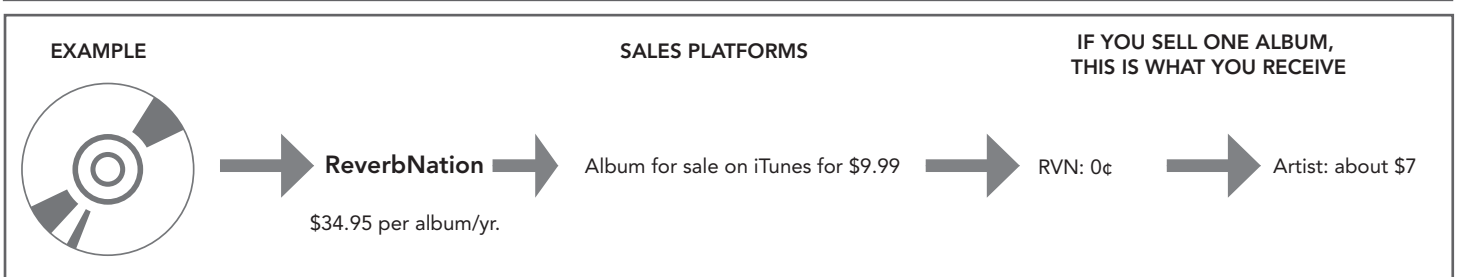 EXAMPLE
SALES PLATFORMS
IF YOU SELL ONE ALBUM,
THIS IS WHAT YOU RECEIVE
ReverbNation
Album for sale on iTunes for $9.99
RVN: 0¢
Artist: about $7
$34.95 per album/yr.